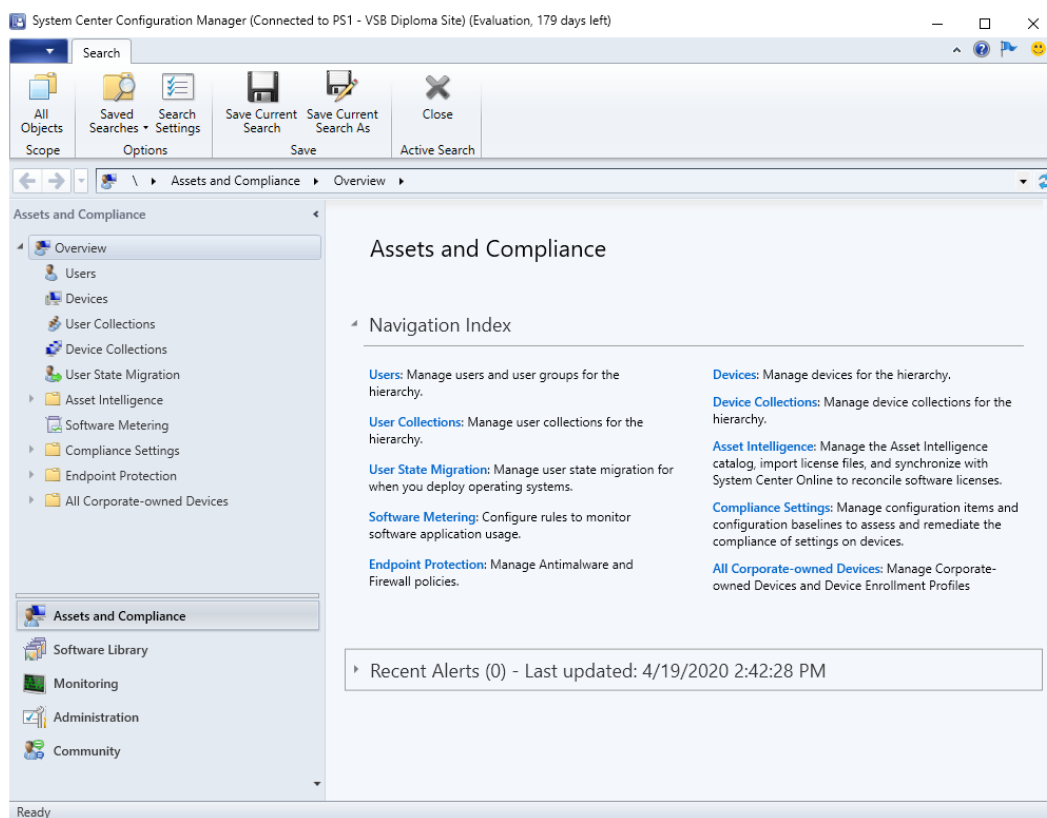 System Center Configuration Manager (Connected to PS1 - VSB Diploma Site) (Evaluation, 179 days left)
Search
All Objects
Saved Searches
Search Settings
Save Current Search
Save Current Search As
Close
Scope
Options
Save
Active Search
\ Assets and Compliance Overview
Assets and Compliance
Overview
Users
Devices
User Collections
Device Collections
User State Migration
Asset Intelligence
Software Metering
Compliance Settings
Endpoint Protection
All Corporate-owned Devices
Assets and Compliance
Software Library
Monitoring
Administration
Community
Assets and Compliance
Navigation Index
Users: Manage users and user groups for the
hierarchy.
User Collections: Manage user collections for the
hierarchy.
User State Migration: Manage user state migration for
when you deploy operating systems.
Software Metering: Configure rules to monitor
software application usage.
Endpoint Protection: Manage Antimalware and
Firewall policies.
Devices: Manage devices for the hierarchy.
Device Collections: Manage device collections for the
hierarchy.
Asset Intelligence: Manage the Asset Intelligence
catalog, import license files, and synchronize with
System Center Online to reconcile software licenses.
Compliance Settings: Manage configuration items and
configuration baselines to assess and remediate the
compliance of settings on devices.
All Corporate-owned Devices: Manage Corporate-
owned Devices and Device Enrollment Profiles
Recent Alerts (0) - Last updated: 4/19/2020 2:42:28 PM
Ready